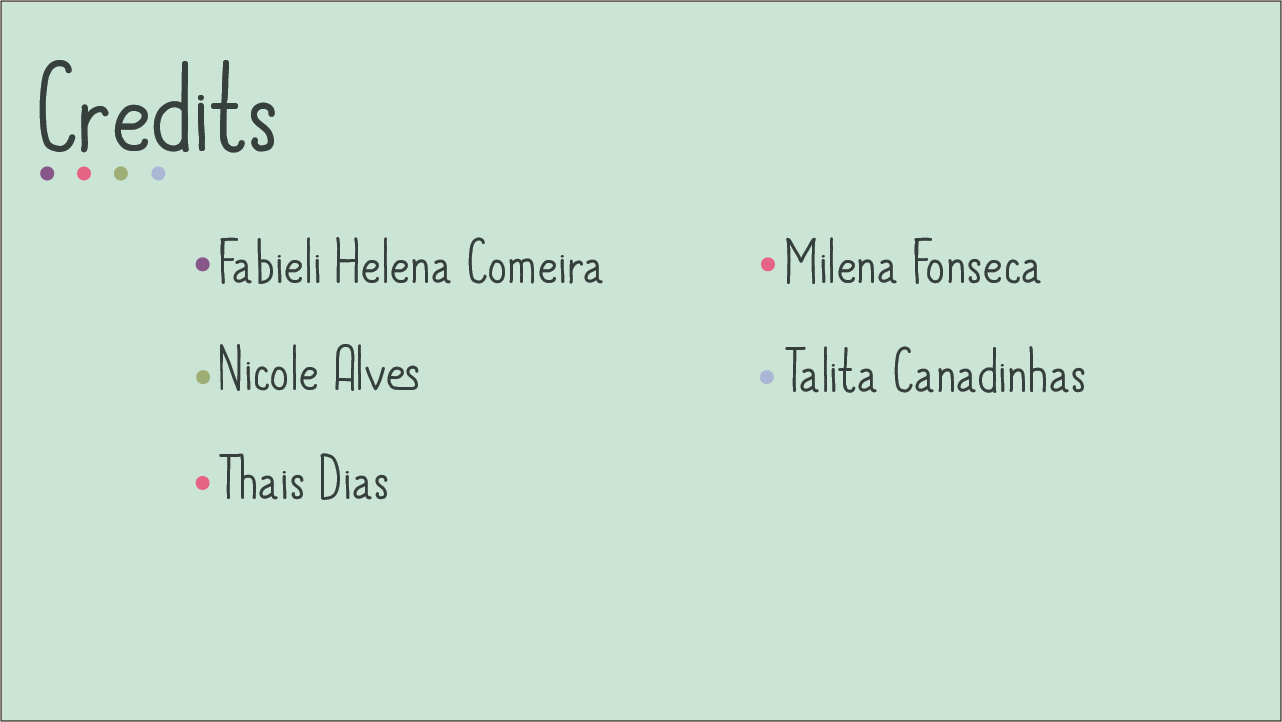 Credits
Fabieli Helena Comeira
Milena Fonseca
Nicole Alves
Talita Canadinhas
Thais Dias